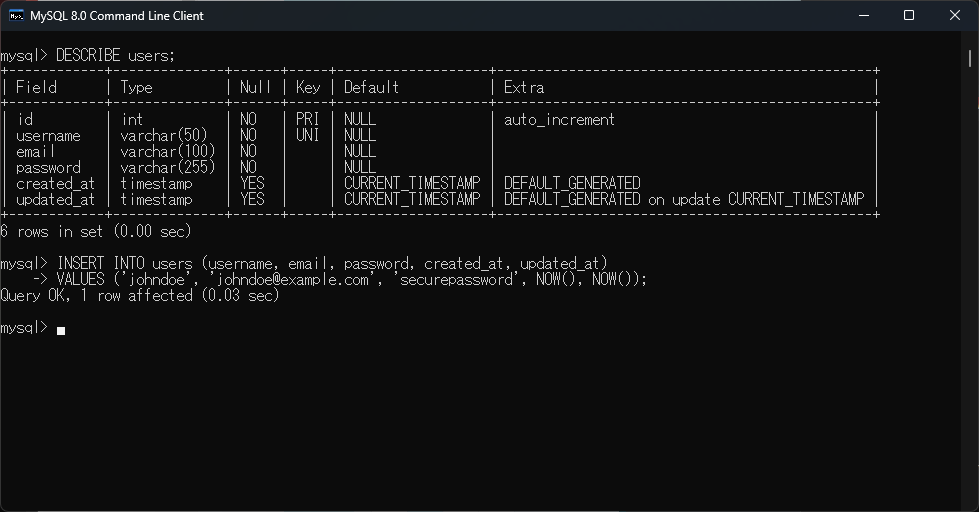 MySQL 8.0 Command Line Client
mysql> DESCRIBE users;
+------------+--------------+------+-----+-------------------+-----------------------------------------------+
| Field      | Type         | Null | Key | Default           | Extra                                         |
+------------+--------------+------+-----+-------------------+-----------------------------------------------+
| id         | int          | NO   | PRI | NULL              | auto_increment                                |
| username   | varchar(50)  | NO   | UNI | NULL              |                                               |
| email      | varchar(100) | NO   |     | NULL              |                                               |
| password   | varchar(255) | NO   |     | NULL              |                                               |
| created_at | timestamp    | YES  |     | CURRENT_TIMESTAMP | DEFAULT_GENERATED                             |
| updated_at | timestamp    | YES  |     | CURRENT_TIMESTAMP | DEFAULT_GENERATED on update CURRENT_TIMESTAMP |
+------------+--------------+------+-----+-------------------+-----------------------------------------------+
6 rows in set (0.00 sec)
mysql> INSERT INTO users (username, email, password, created_at, updated_at)
    -> VALUES ('johndoe', 'johndoe@example.com', 'securepassword', NOW(), NOW());
Query OK, 1 row affected (0.03 sec)
mysql>